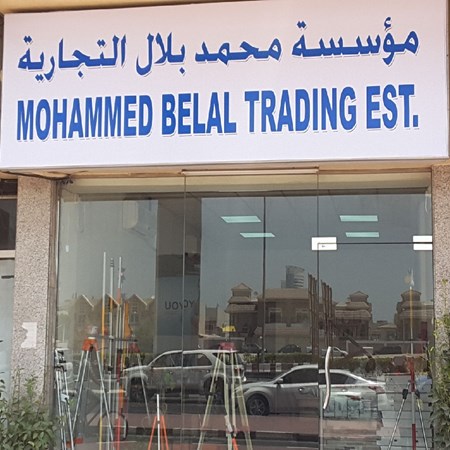 مؤسسة محمد بلال التجارية
MOHAMMED BELAL TRADING EST.